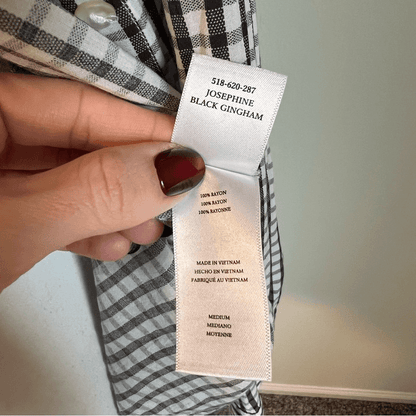 518-620-287
JOSEPHINE
BLACK GINGHAM
100% RAYON
100% RAYON
100% RAYONNE
MADE IN VIETNAM
HECHO EN VIETNAM
FABRIQUÉ AU VIETNAM
MEDIUM
MEDIANO
MOYENNE